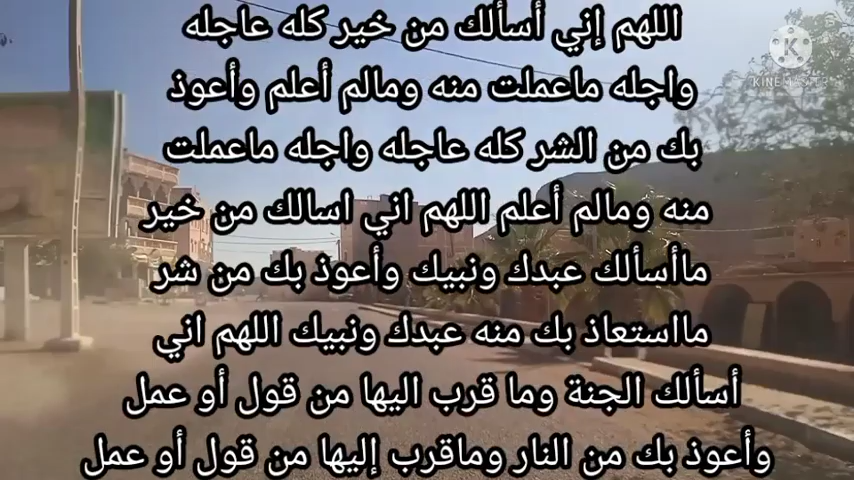 اللهم إني أسألك من خير كله عاجله
واجله ماعملت منه ومالم أعلم وأعوذ
بك من الشر كله عاجله واجله ماعملت
منه ومالم أعلم اللهم اني اسالك من خير
ماأسألك عبدك ونبيك وأعوذ بك من شر
مااستعاذ بك منه عبدك ونبيك اللهم اني
أسألك الجنة وما قرب اليها من قول أو عمل
وأعوذ بك من النار وماقرب إليها من قول أو عمل
KINEMASTER